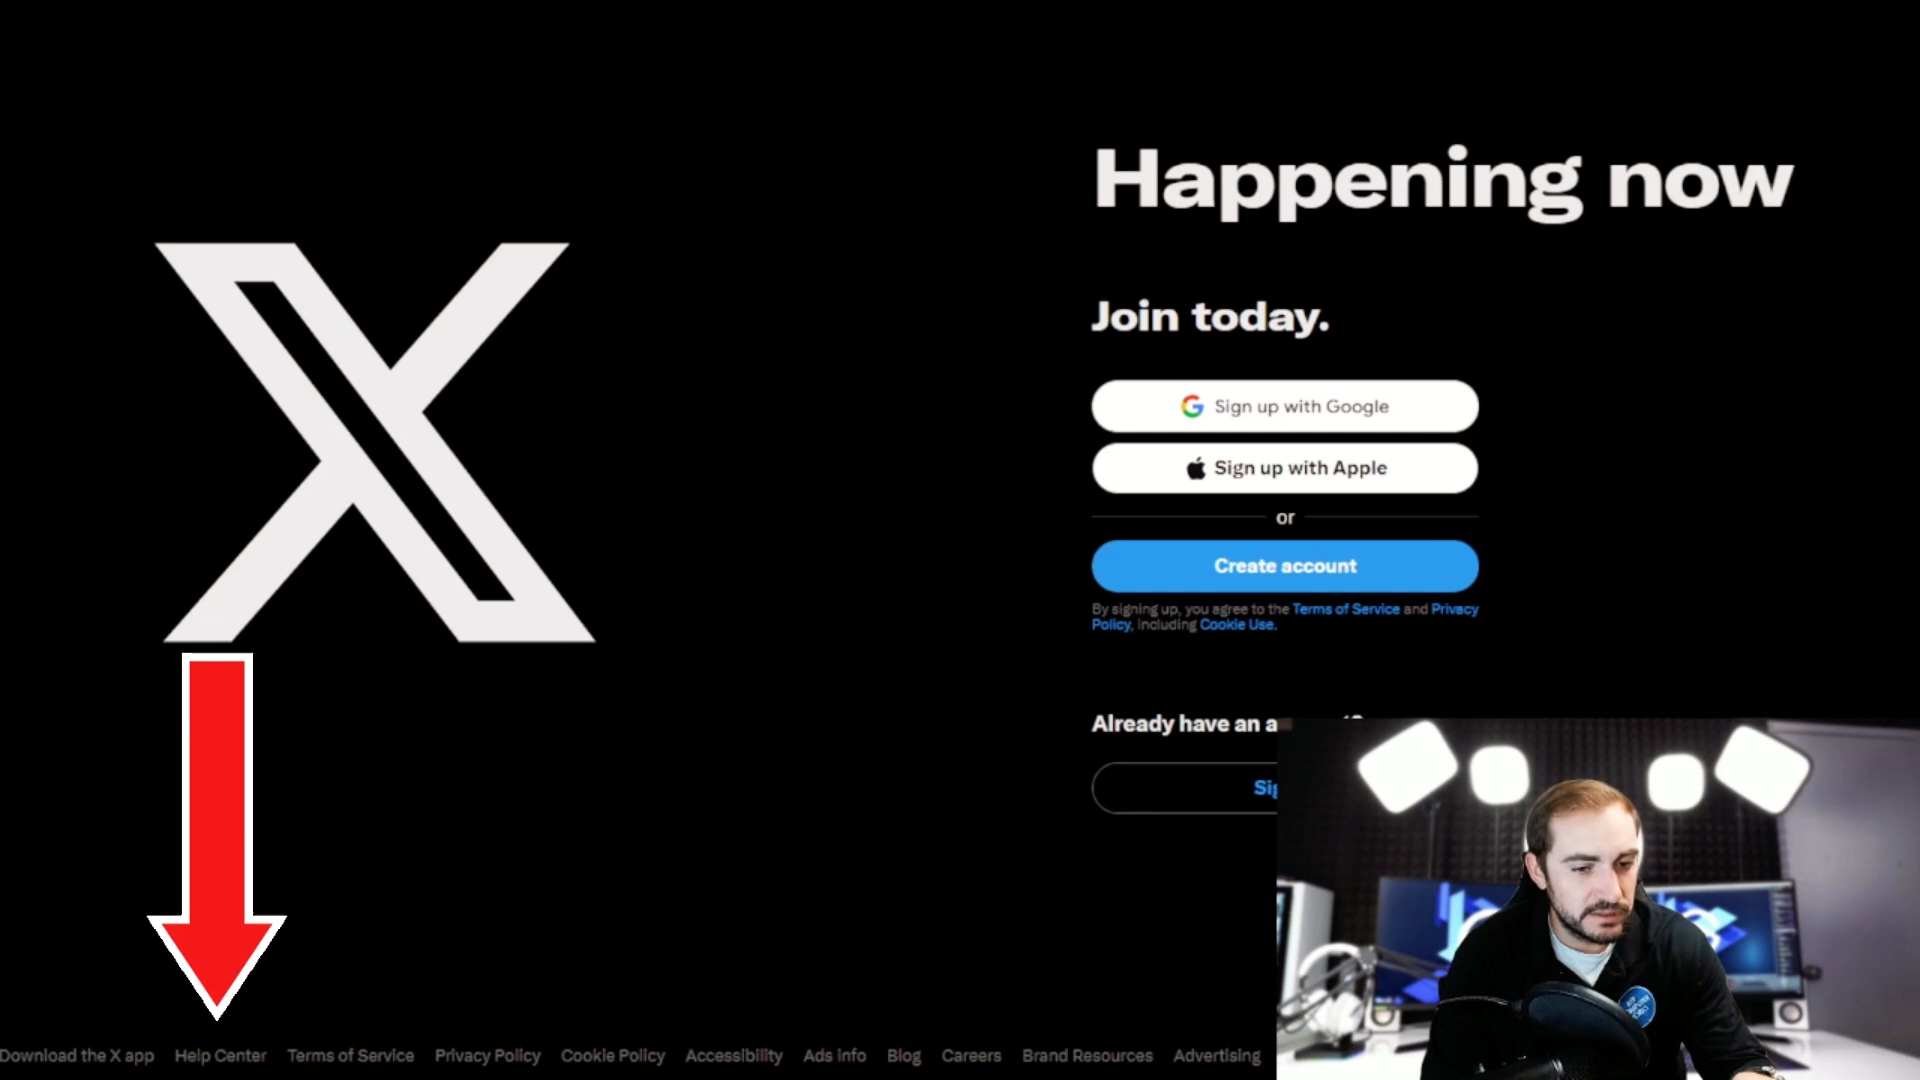 Happening now
Join today.
Sign up with Google
Sign up with Apple
or
Create account
By signing up, you agree to the Terms of Service and Privacy
Policy, including Cookie Use.
Already have an a
Download the X app Help Center Terms of Service Privacy Policy Cookie Policy Accessibility Ads info Blog Careers Brand Resources Advertising